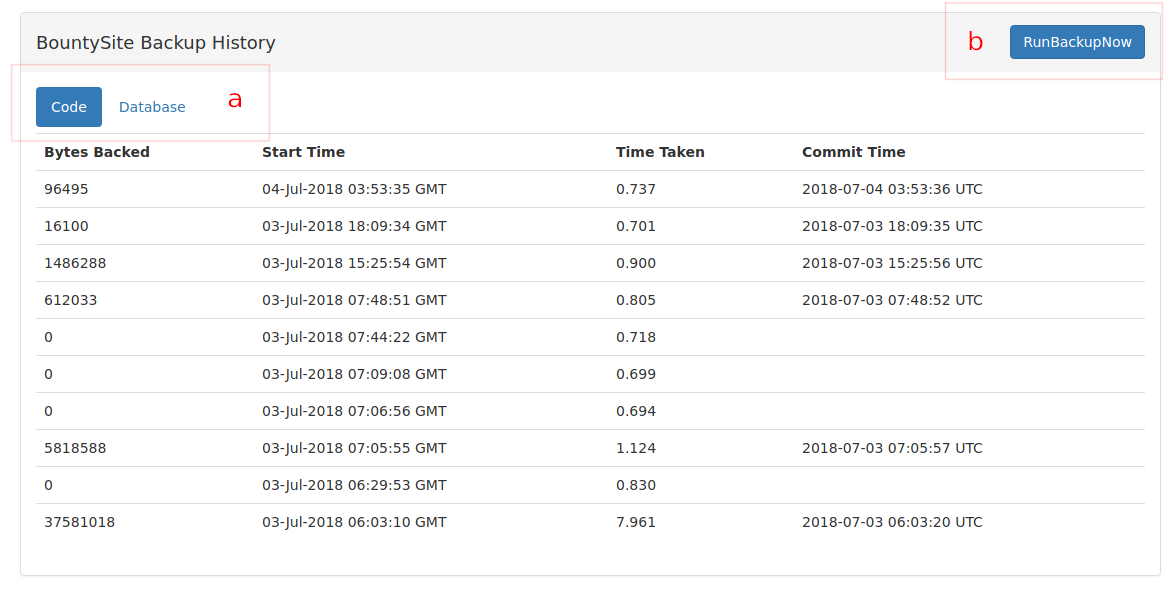 BountySite Backup History b RunBackupNow
Code Database a
Bytes Backed Start Time Time Taken Commit Time
96495 04-Jul-2018 03:53:35 GMT 0.737 2018-07-04 03:53:36 UTC
16100 03-Jul-2018 18:09:34 GMT 0.701 2018-07-03 18:09:35 UTC
1486288 03-Jul-2018 15:25:54 GMT 0.900 2018-07-03 15:25:56 UTC
612033 03-Jul-2018 07:48:51 GMT 0.805 2018-07-03 07:48:52 UTC
0 03-Jul-2018 07:44:22 GMT 0.718
0 03-Jul-2018 07:09:08 GMT 0.699
0 03-Jul-2018 07:06:56 GMT 0.694
5818588 03-Jul-2018 07:05:55 GMT 1.124 2018-07-03 07:05:57 UTC
0 03-Jul-2018 06:29:53 GMT 0.830
37581018 03-Jul-2018 06:03:10 GMT 7.961 2018-07-03 06:03:20 UTC